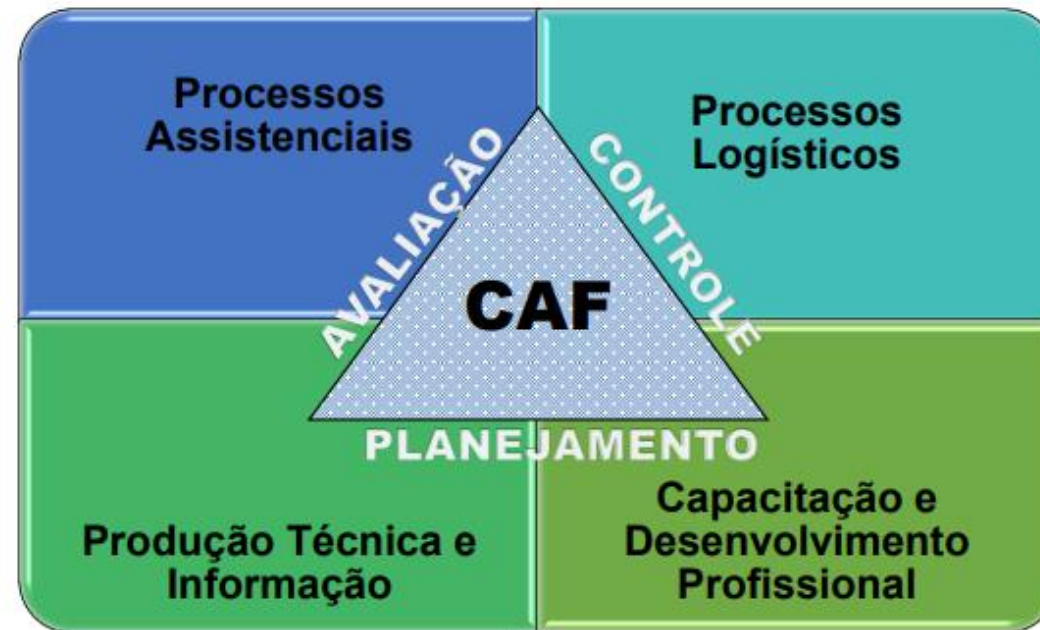 Processos
Assistenciais
Processos
Logísticos
AVALIAÇÃO
CONTROLE
CAF
PLANEJAMENTO
Produção Técnica e
Informação
Capacitação e
Desenvolvimento
Profissional